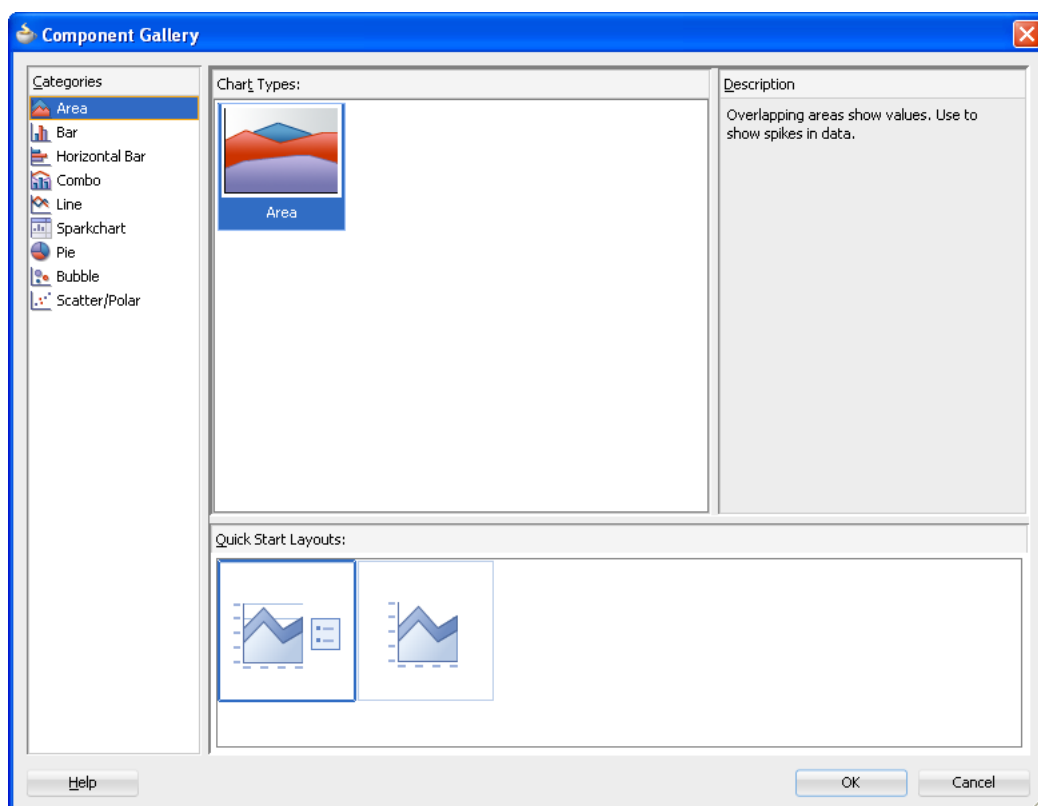 Component Gallery
Categories
Area
Bar
Horizontal Bar
Combo
Line
Sparkchart
Pie
Bubble
Scatter/Polar
Chart Types:
Area
Description
Overlapping areas show values. Use to
show spikes in data.
Quick Start Layouts:
Help
OK
Cancel